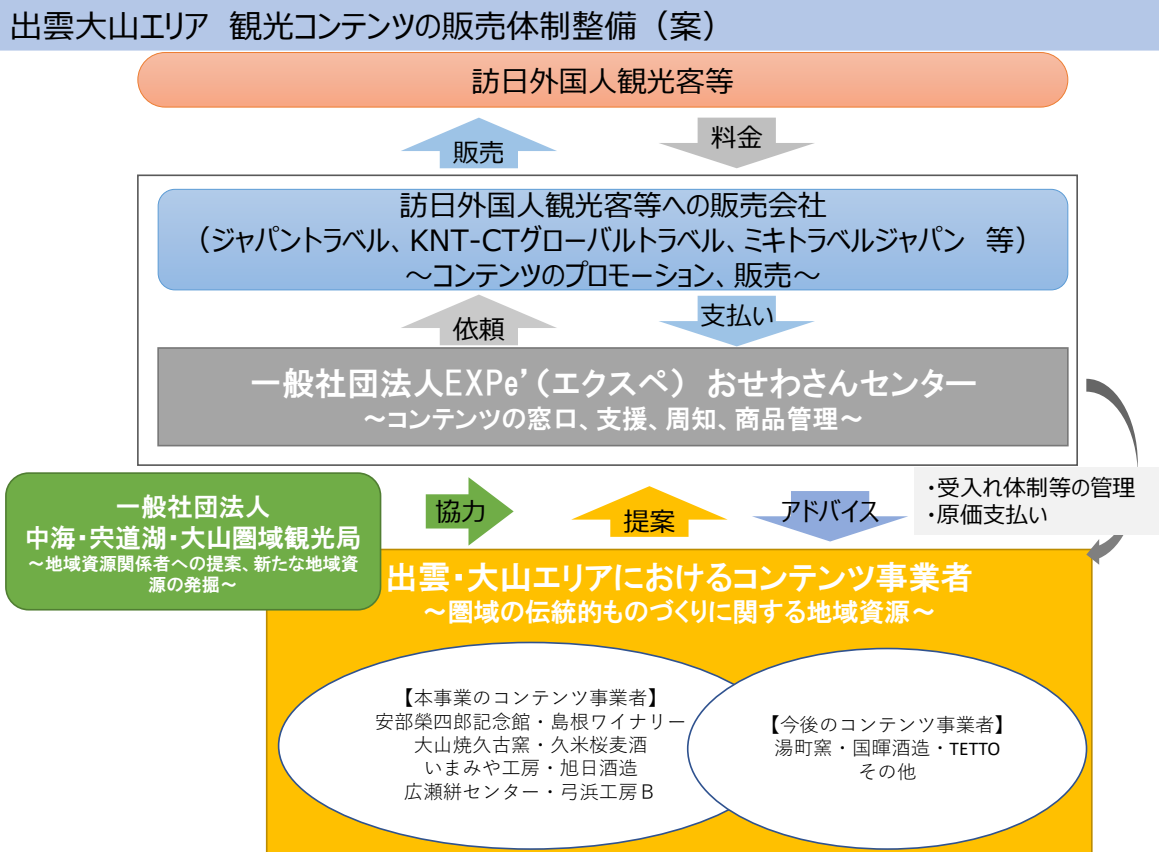 出雲大山エリア 観光コンテンツの販売体制整備（案）
訪日外国人観光客等
販売
料金
訪日外国人観光客等への販売会社
（ジャパントラベル、KNT-CTグローバルトラベル、ミキトラベルジャパン 等）
～コンテンツのプロモーション、販売～
依頼
支払い
一般社団法人EXPe’（エクスペ） おせわさんセンター
～コンテンツの窓口、支援、周知、商品管理～
・受入れ体制等の管理
・原価支払い
一般社団法人
中海・宍道湖・大山圏域観光局
～地域資源関係者への提案、新たな地域資
源の発掘～
協力
提案
アドバイス
出雲・大山エリアにおけるコンテンツ事業者
～圏域の伝統的ものづくりに関する地域資源～
【本事業のコンテンツ事業者】
安部榮四郎記念館・島根ワイナリー
大山焼久古窯・久米桜麦酒
いまみや工房・旭日酒造
広瀬絣センター・弓浜工房Ｂ
【今後のコンテンツ事業者】
湯町窯・国暉酒造・TETTO
その他